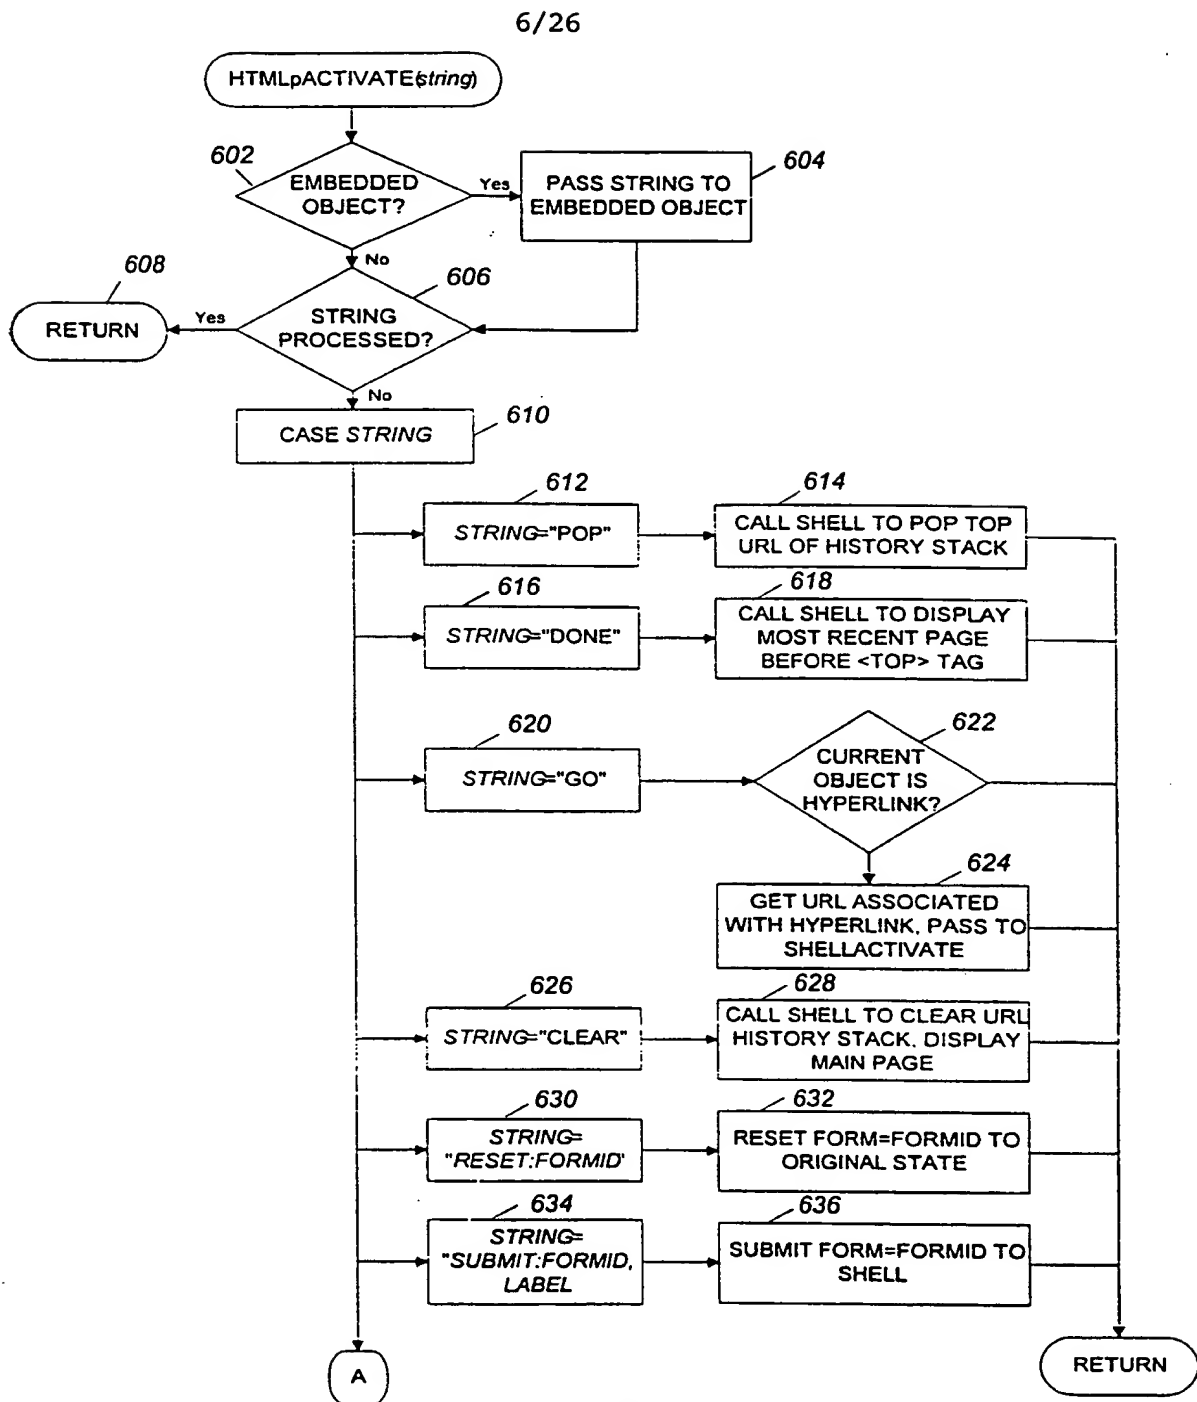 6/26
HTMLpACTIVATE(string)
602
EMBEDDED
OBJECT?
Yes
PASS STRING TO
EMBEDDED OBJECT
604
No
608
RETURN
Yes
606
STRING
PROCESSED?
No
CASE STRING
610
612
STRING="POP"
614
CALL SHELL TO POP TOP
URL OF HISTORY STACK
616
STRING="DONE"
618
CALL SHELL TO DISPLAY
MOST RECENT PAGE
BEFORE <TOP> TAG
620
STRING="GO"
622
CURRENT
OBJECT IS
HYPERLINK?
624
GET URL ASSOCIATED
WITH HYPERLINK, PASS TO
SHELLACTIVATE
626
STRING="CLEAR"
628
CALL SHELL TO CLEAR URL
HISTORY STACK. DISPLAY
MAIN PAGE
630
STRING=
"RESET:FORMID'
632
RESET FORM=FORMID TO
ORIGINAL STATE
634
STRING=
"SUBMIT:FORMID,
LABEL
636
SUBMIT FORM=FORMID TO
SHELL
A
RETURN